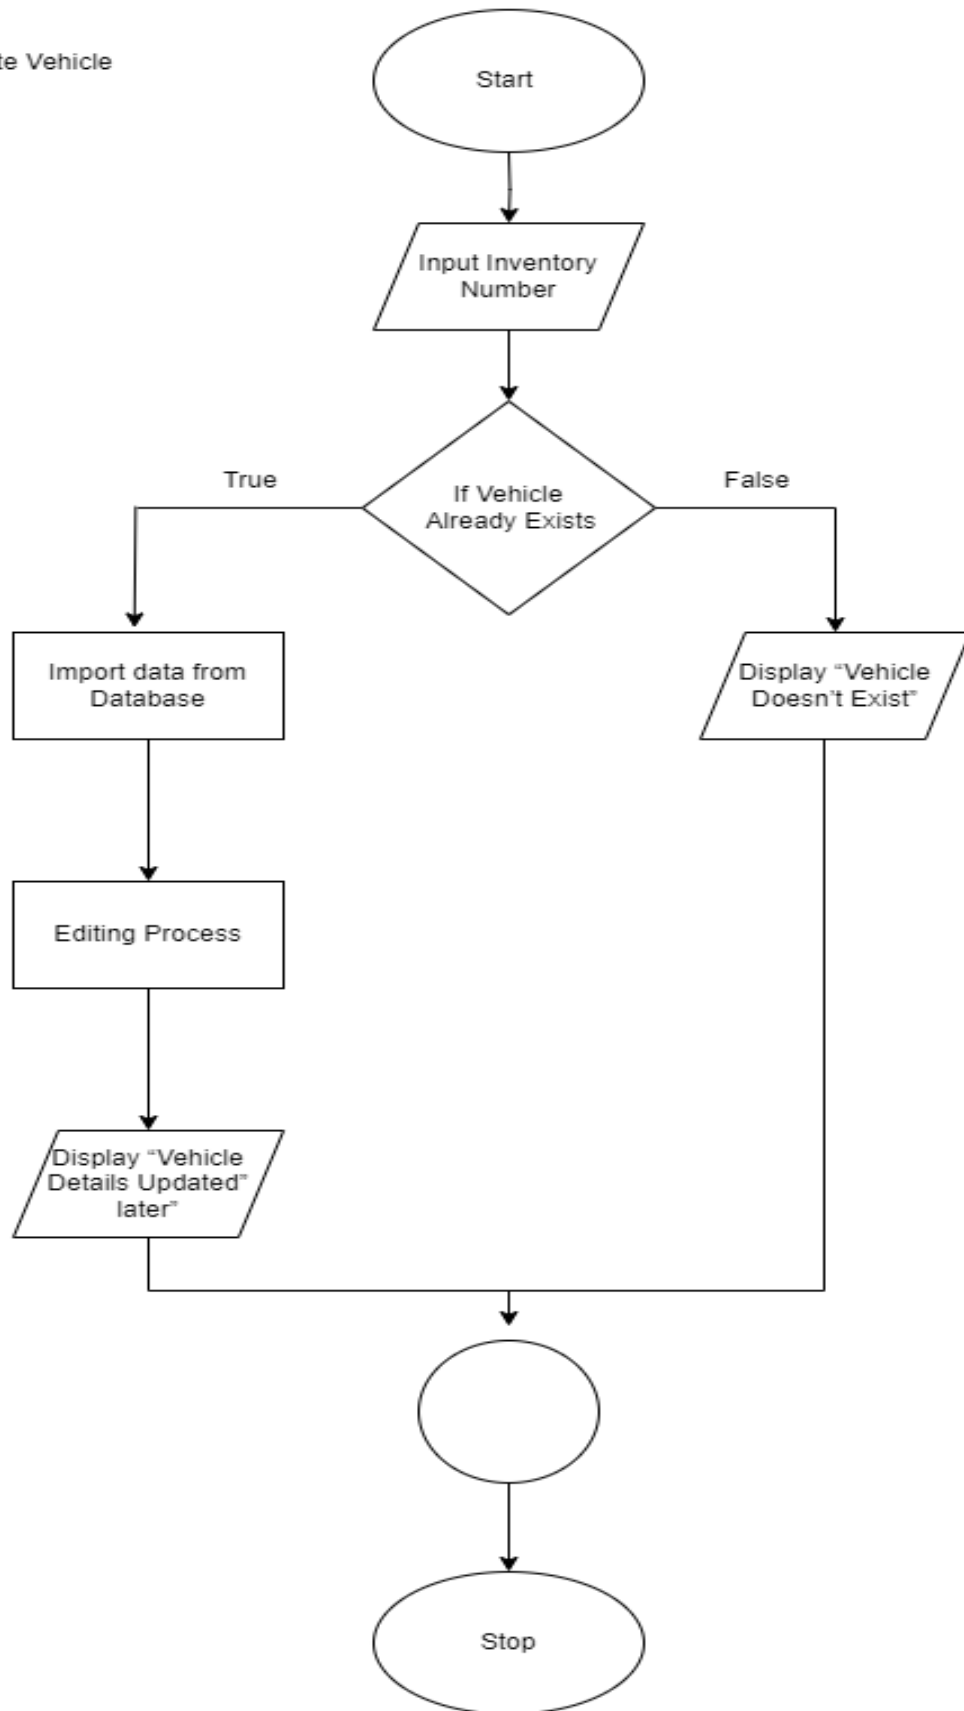 te Vehicle
Start
Input Inventory
Number
If Vehicle
Already Exists
True
False
Import data from
Database
Display “Vehicle
Doesn’t Exist”
Editing Process
Display “Vehicle
Details Updated”
later”
Stop